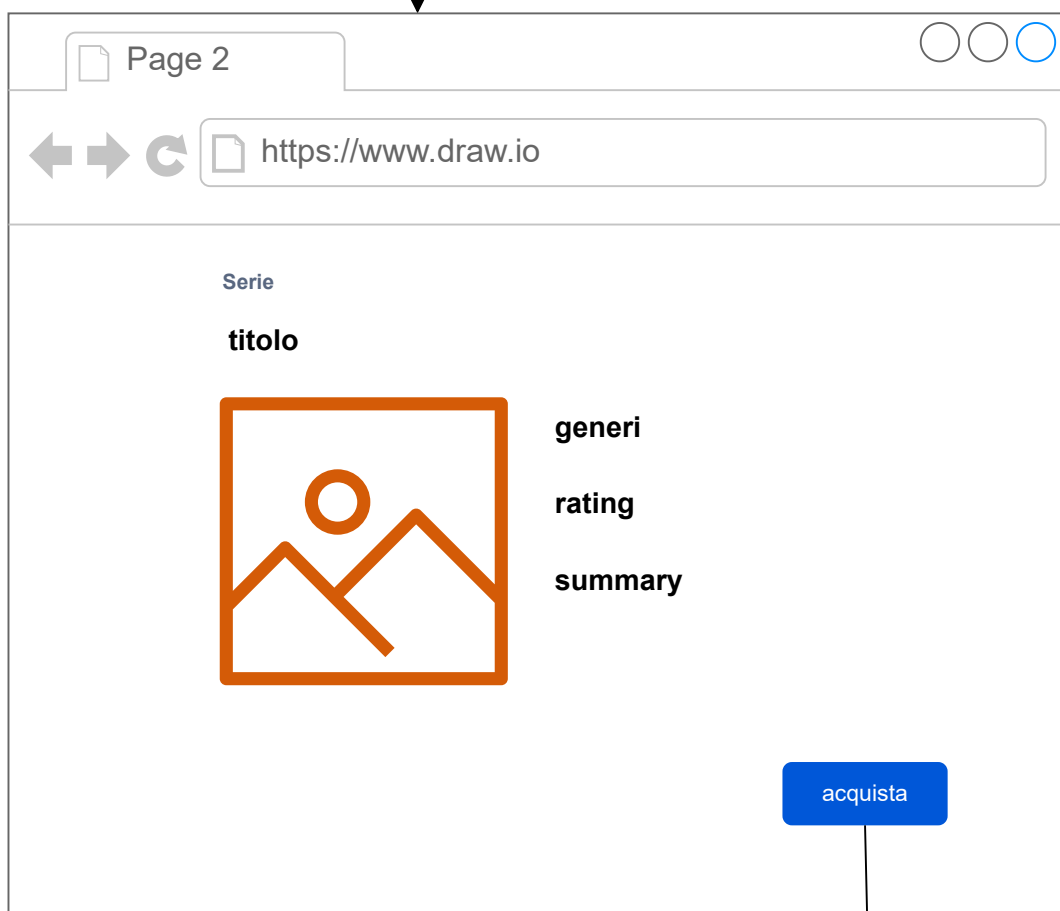 Page 2
https://www.draw.io
Serie
titolo
generi
rating
summary
acquista